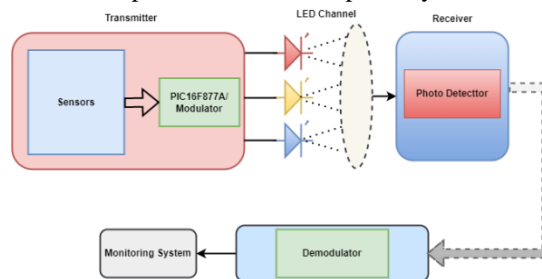 Transmitter
LED Channel
Receiver
Sensors
PIC16F877A/
Modulator
Photo Detecttor
Monitoring System
Demodulator